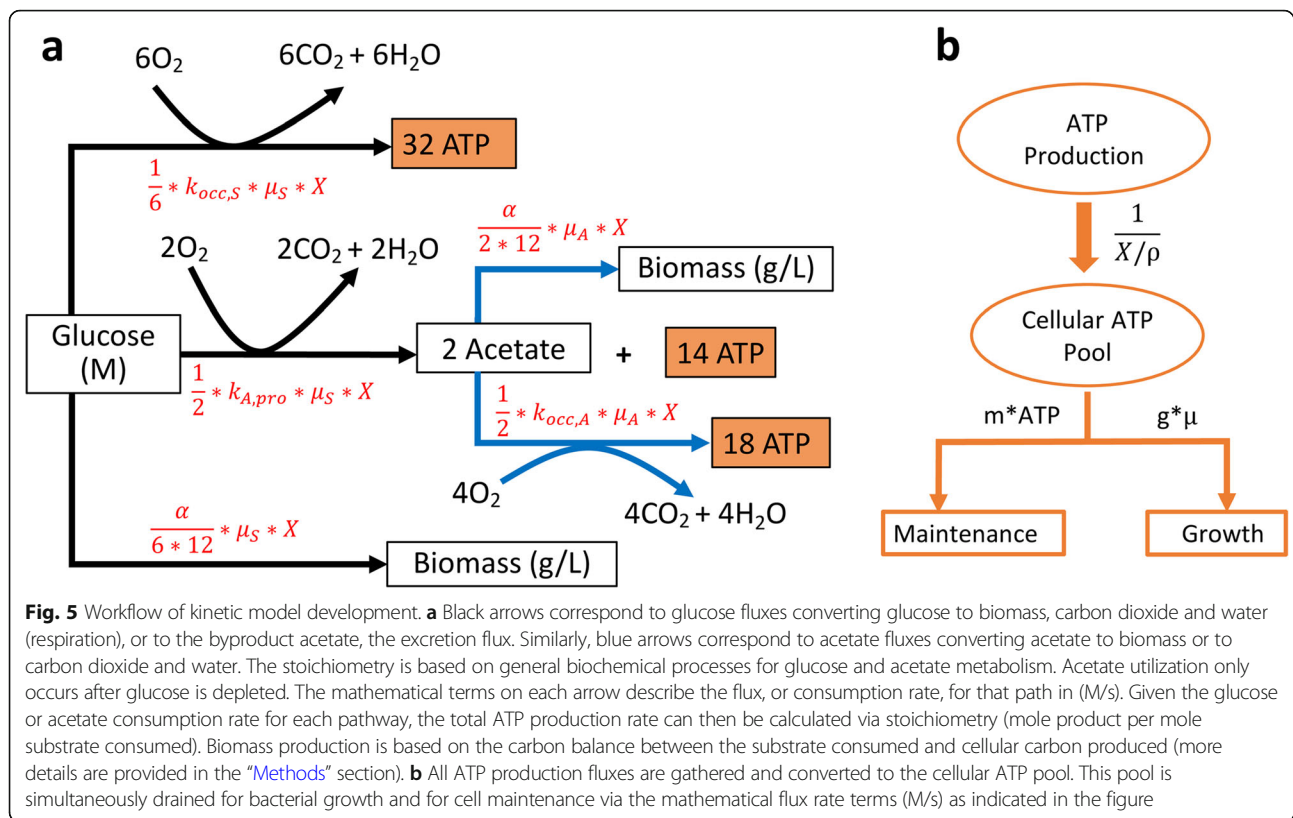 a
6O₂
6CO₂ + 6H₂O
32 ATP
1/6 * k_occ,S * μ_S * X
2O₂
2CO₂ + 2H₂O
α/(2 * 12) * μ_A * X
Biomass (g/L)
Glucose
(M)
2 Acetate
+
14 ATP
1/2 * k_A,pro * μ_S * X
1/2 * k_occ,A * μ_A * X
18 ATP
4O₂
4CO₂ + 4H₂O
α/(6 * 12) * μ_S * X
Biomass (g/L)
b
ATP
Production
1/(X/ρ)
Cellular ATP
Pool
m*ATP
g*μ
Maintenance
Growth
Fig. 5 Workflow of kinetic model development. a Black arrows correspond to glucose fluxes converting glucose to biomass, carbon dioxide and water
(respiration), or to the byproduct acetate, the excretion flux. Similarly, blue arrows correspond to acetate fluxes converting acetate to biomass or to
carbon dioxide and water. The stoichiometry is based on general biochemical processes for glucose and acetate metabolism. Acetate utilization only
occurs after glucose is depleted. The mathematical terms on each arrow describe the flux, or consumption rate, for that path in (M/s). Given the glucose
or acetate consumption rate for each pathway, the total ATP production rate can then be calculated via stoichiometry (mole product per mole
substrate consumed). Biomass production is based on the carbon balance between the substrate consumed and cellular carbon produced (more
details are provided in the “Methods” section). b All ATP production fluxes are gathered and converted to the cellular ATP pool. This pool is
simultaneously drained for bacterial growth and for cell maintenance via the mathematical flux rate terms (M/s) as indicated in the figure